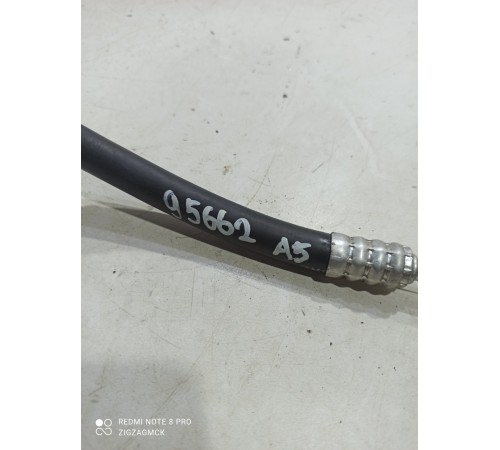 95662 A5
REDMI NOTE 8 PRO
ZIGZAGMCK